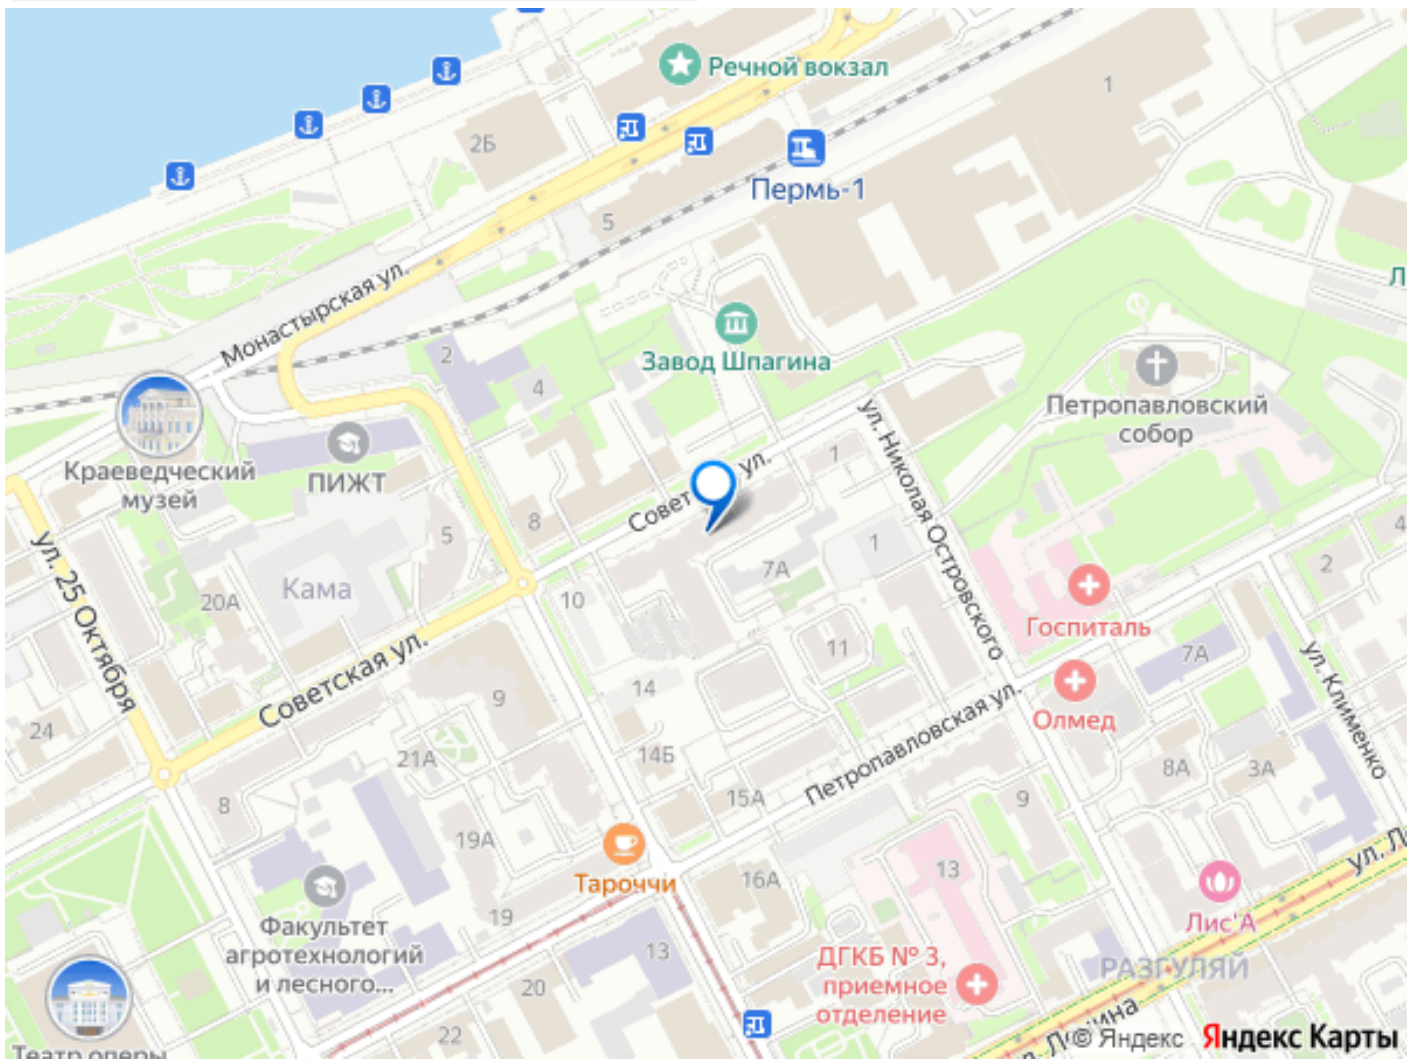 Речной вокзал
1
2Б
Пермь-1
5
Монастырская ул.
Завод Шпагина
2
4
Петропавловский
собор
ул. Николая Островского
Краеведческий
музей
ПИЖТ
1
Советская ул.
Совет
ул.
8
5
1
7А
4
2
ул. 25 Октября
20А
Кама
10
Госпиталь
11
7А
ул. Клименко
14
9
Олмед
24
21А
14Б
Петропавловская ул.
8А
3А
8
15А
9
19А
Тароччи
16А
13
ул. Л
Лис'А
Факультет
агротехнологий
и лесного...
19
13
ДГКБ № 3,
приемное
отделение
РАЗГУЛЯЙ
20
22
Театр оперы
© Яндекс
Яндекс Карты